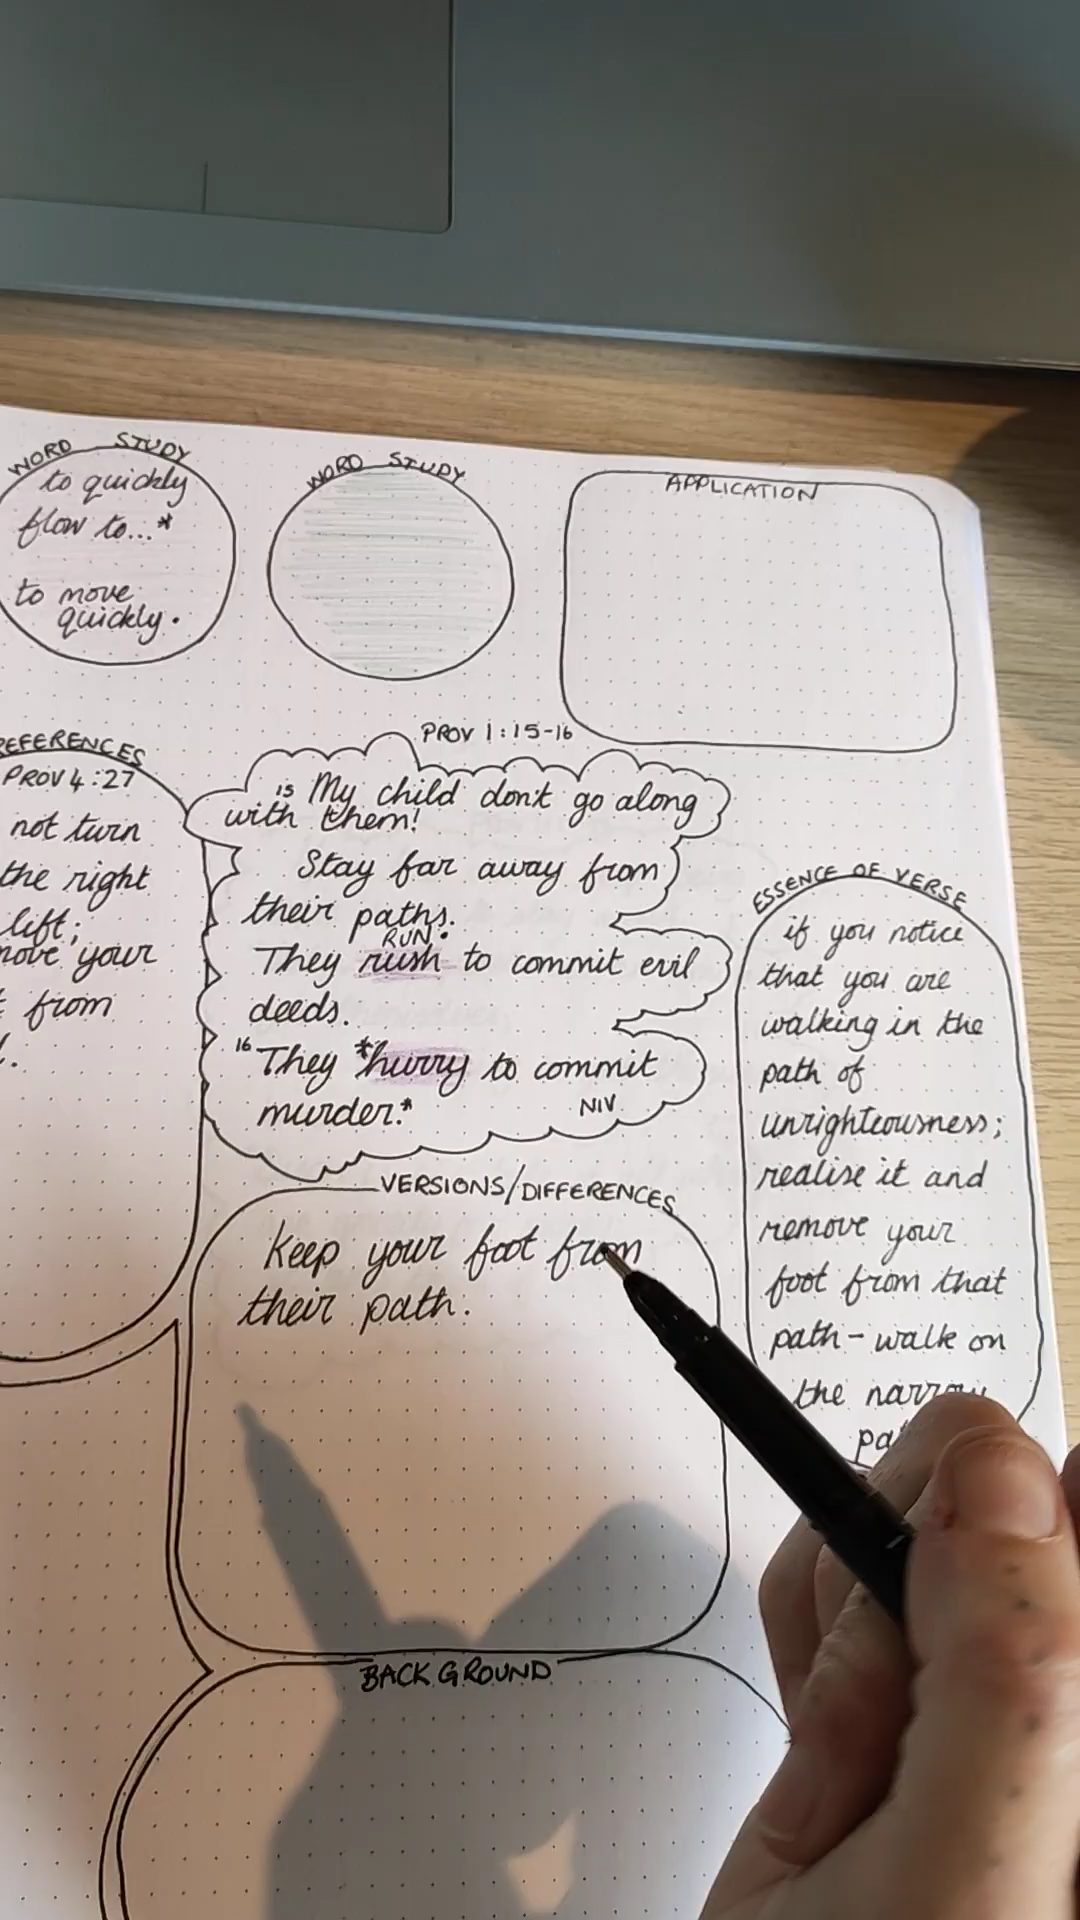 WORD STUDY
to quickly
flow to...*
to move
quickly.
WORD STUDY
APPLICATION
REFERENCES
PROV 4:27
not turn
the right
left;
move your
from
PROV 1:15-16
15 My child don't go along
with them!
Stay far away from
their paths.
RUN.
They rush to commit evil
deeds.
16 They *hurry to commit
murder.*
NIV
ESSENCE OF VERSE
if you notice
that you are
walking in the
path of
unrighteousness;
realise it and
remove your
foot from that
path - walk on
the narrow
VERSIONS/DIFFERENCES
Keep your foot from
their path.
BACKGROUND